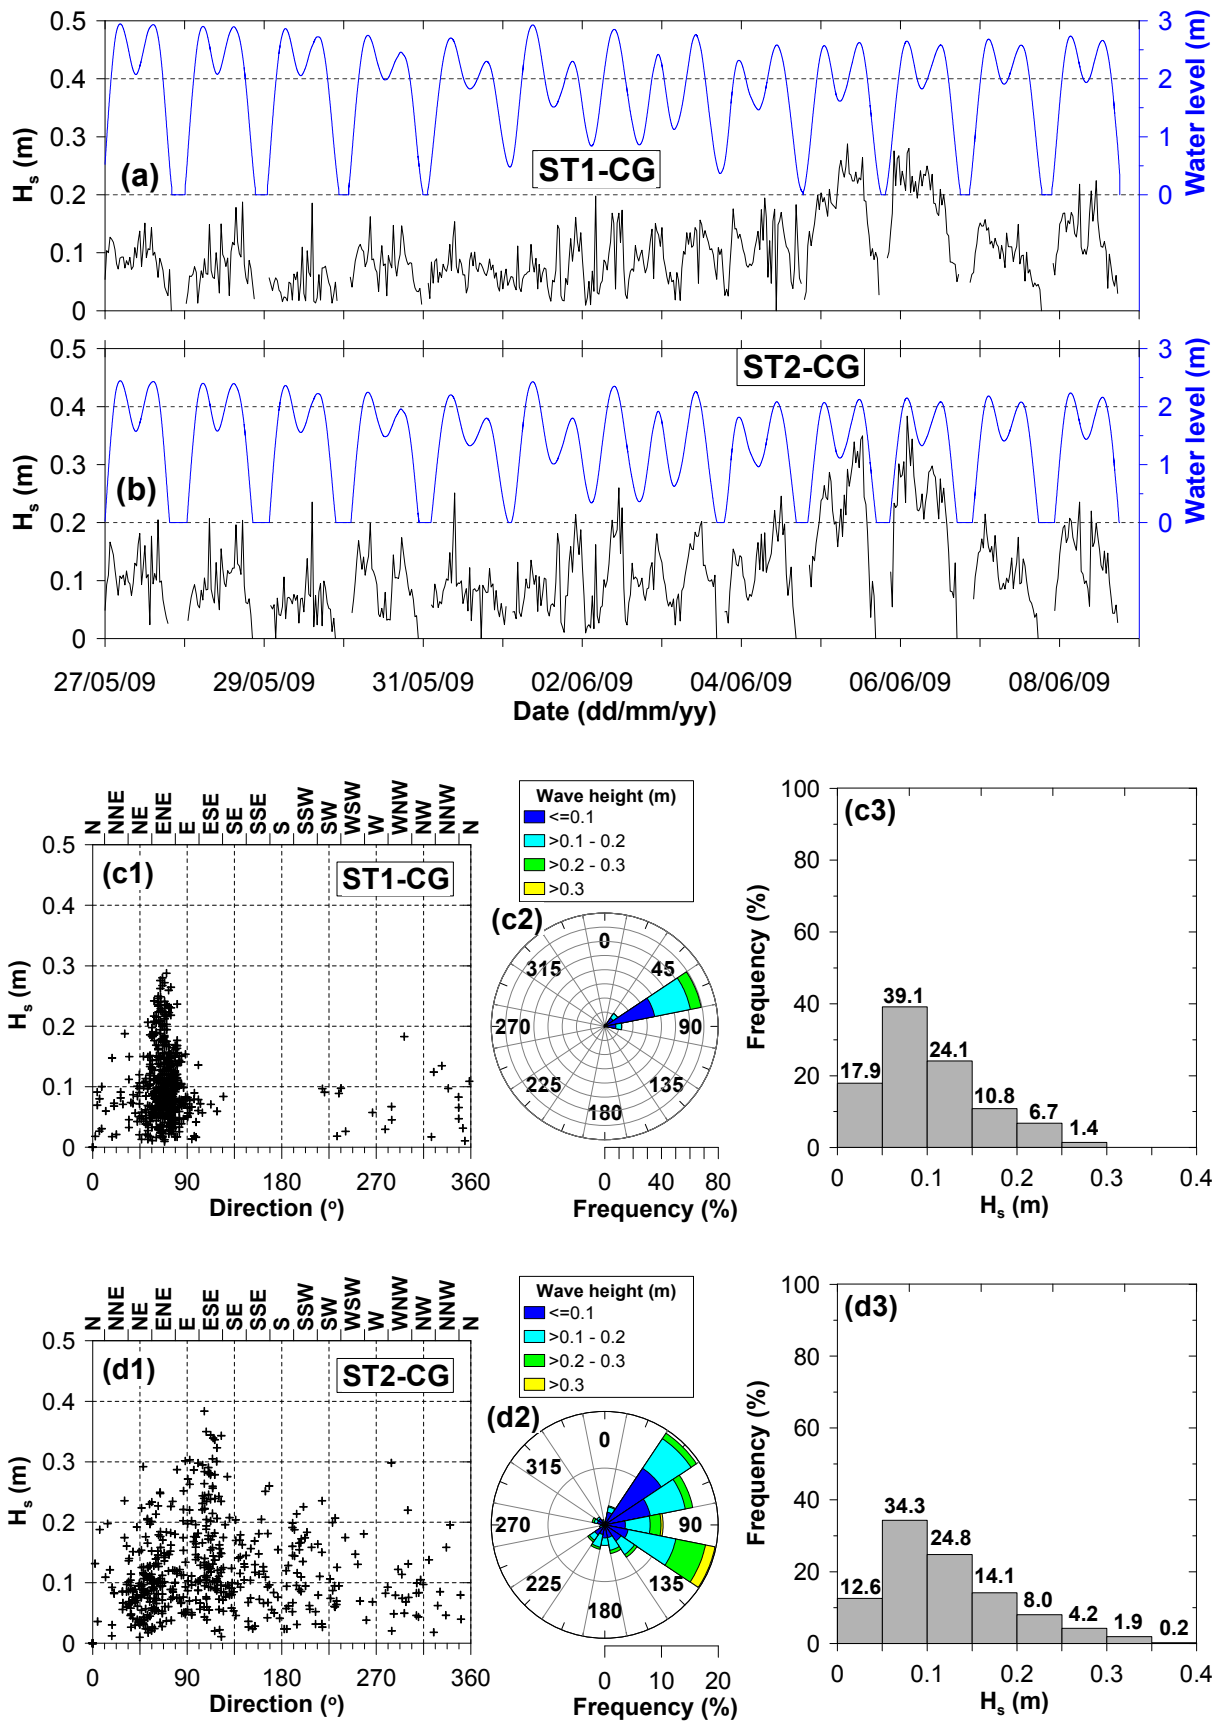 0.5
0.4
0.3
0.2
0.1
0
H_s (m)
(a)
ST1-CG
3
2
1
0
Water level (m)
0.5
0.4
0.3
0.2
0.1
0
H_s (m)
(b)
ST2-CG
3
2
1
0
Water level (m)
27/05/09 29/05/09 31/05/09 02/06/09 04/06/09 06/06/09 08/06/09
Date (dd/mm/yy)
N NNE NE ENE E ESE SE SSE S SSW SW WSW W WNW NW NNW N
0.5
0.4
0.3
0.2
0.1
0
H_s (m)
(c1)
ST1-CG
0 90 180 270 360
Direction (°)
Wave height (m)
<=0.1
>0.1 - 0.2
>0.2 - 0.3
>0.3
(c2)
0
315 45
270 90
225 135
180
0 40 80
Frequency (%)
100
80
60
40
20
0
Frequency (%)
(c3)
17.9 39.1 24.1 10.8 6.7 1.4
0 0.1 0.2 0.3 0.4
H_s (m)
N NNE NE ENE E ESE SE SSE S SSW SW WSW W WNW NW NNW N
0.5
0.4
0.3
0.2
0.1
0
H_s (m)
(d1)
ST2-CG
0 90 180 270 360
Direction (°)
Wave height (m)
<=0.1
>0.1 - 0.2
>0.2 - 0.3
>0.3
(d2)
0
315
270 90
225 135
180
0 10 20
Frequency (%)
100
80
60
40
20
0
Frequency (%)
(d3)
12.6 34.3 24.8 14.1 8.0 4.2 1.9 0.2
0 0.1 0.2 0.3 0.4
H_s (m)